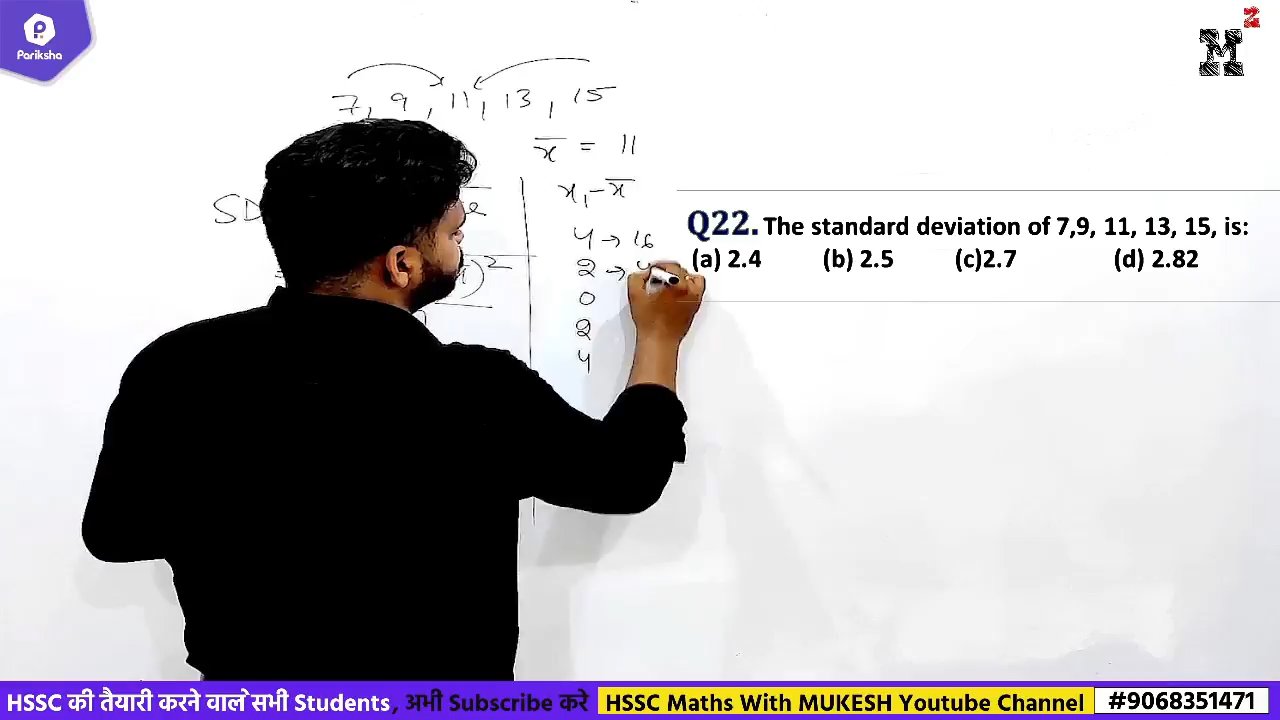 Pariksha
M 2
7, 9, 11, 13, 15
x̄ = 11
SD
x₁ - x̄
4 → 16
2 →
0
2
4
)²
Q22. The standard deviation of 7,9, 11, 13, 15, is:
(a) 2.4 (b) 2.5 (c)2.7 (d) 2.82
HSSC की तैयारी करने वाले सभी Students, अभी Subscribe करे HSSC Maths With MUKESH Youtube Channel #9068351471